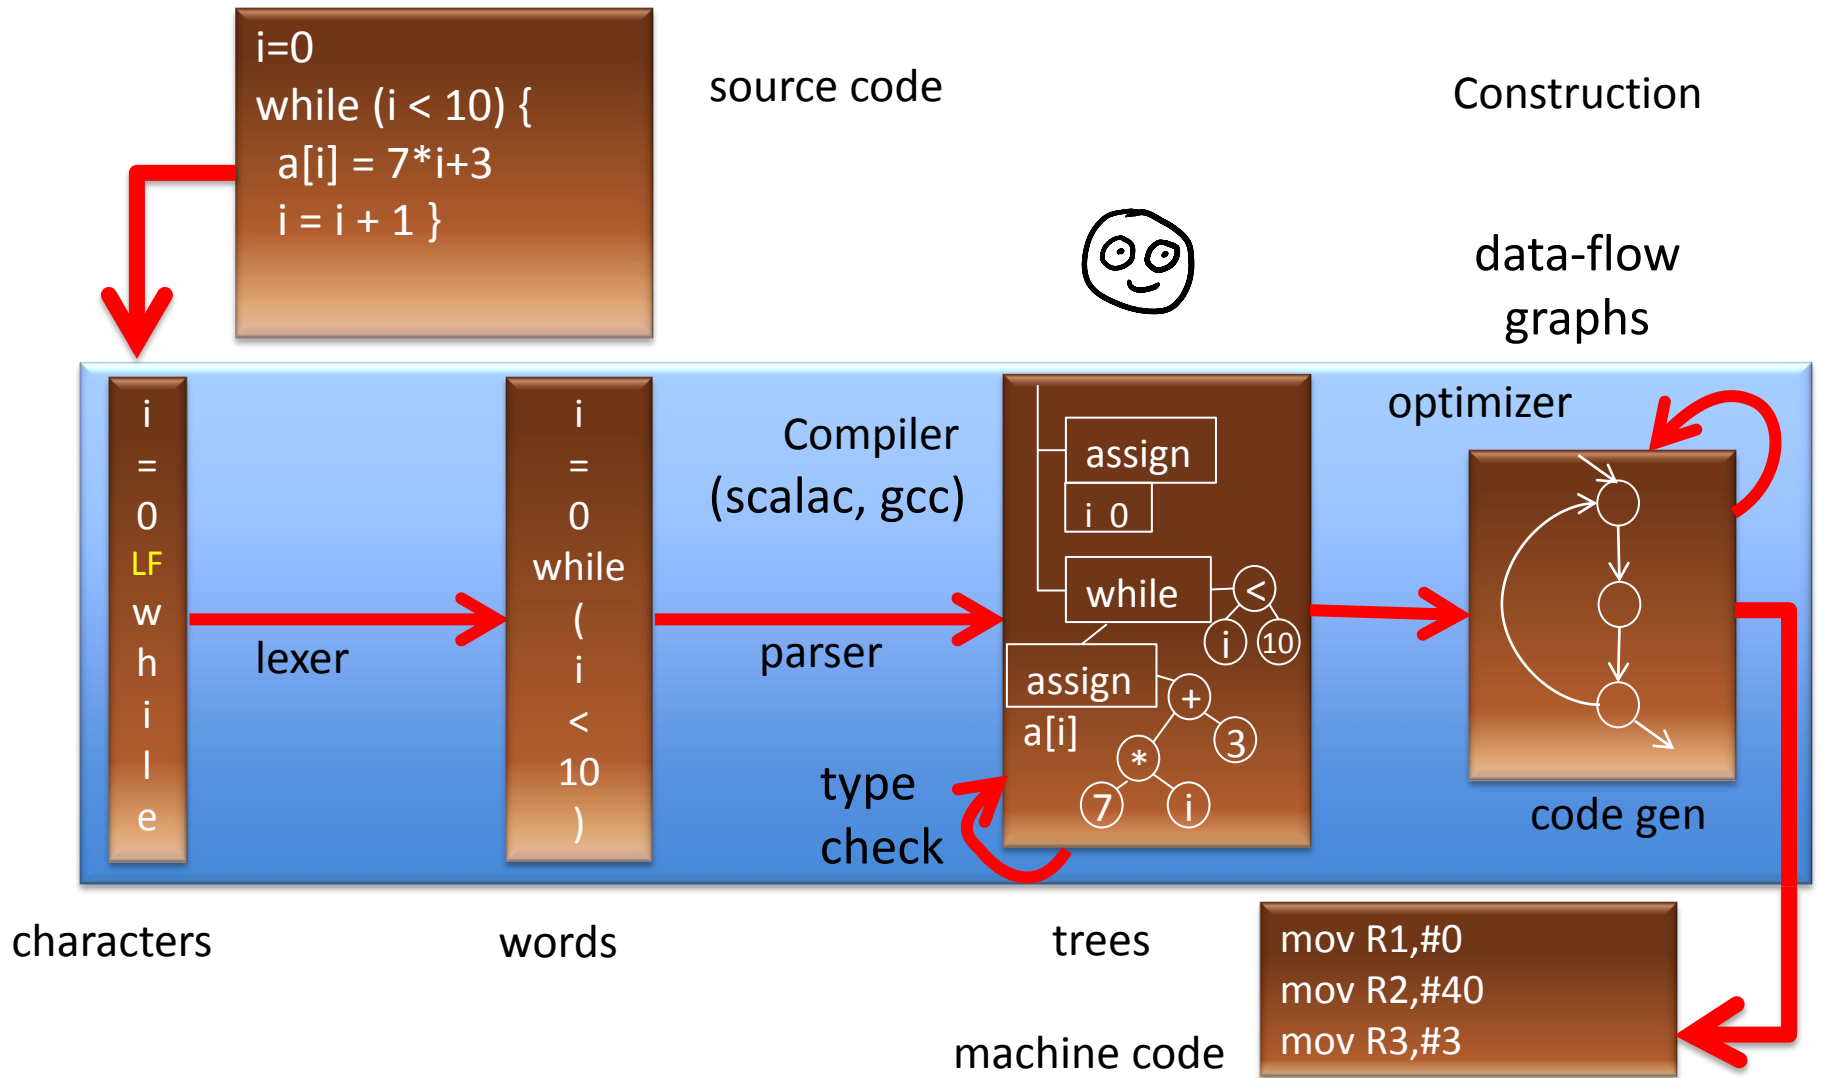 i=0
while (i < 10) {
a[i] = 7*i+3
i = i + 1 }
source code
Construction
data-flow
graphs
i
=
0
LF
w
h
i
l
e
lexer
i
=
0
while
(
i
<
10
)
Compiler
(scalac, gcc)
parser
type
check
assign
i 0
while
<
i
10
assign
a[i]
+
3
*
7
i
optimizer
code gen
characters
words
trees
machine code
mov R1,#0
mov R2,#40
mov R3,#3